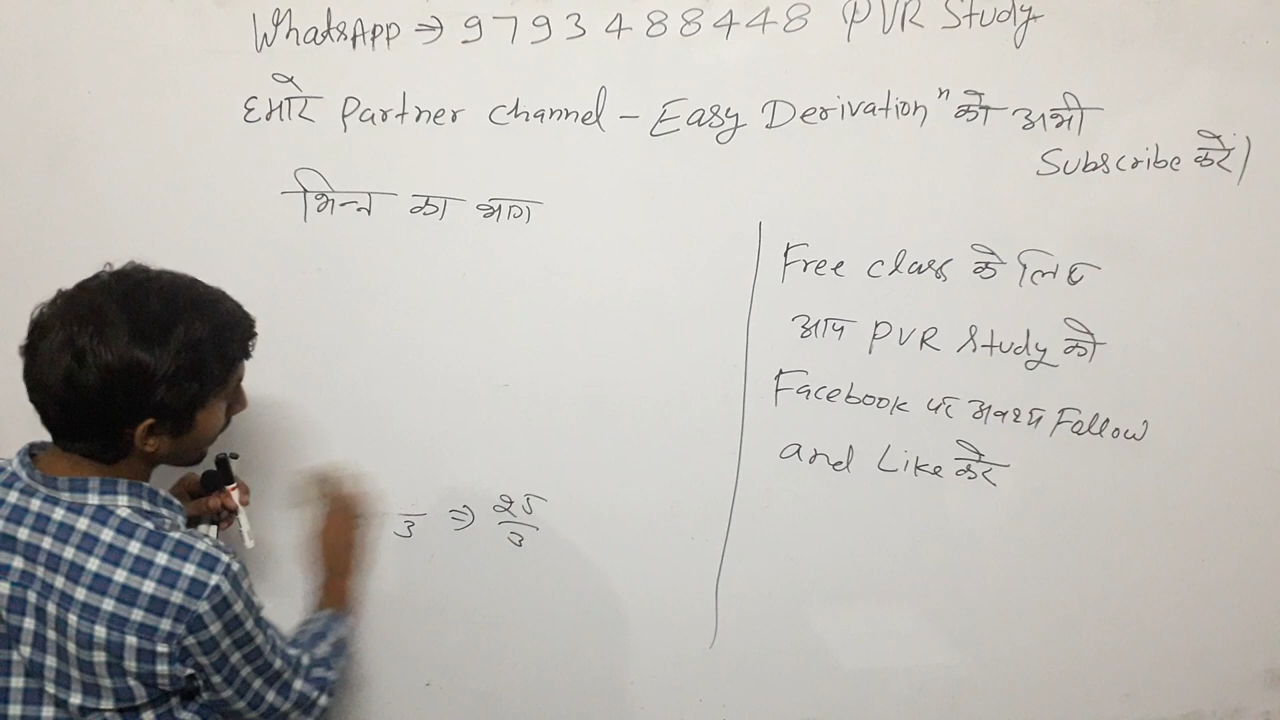 WhatsApp ⇒ 9793488448 PVR Study
हमारे Partner channel - Easy Derivation" को अभी
Subscribe करें।
भिन्न का भाग
Free class के लिए
आप PVR Study को
Facebook पर अवश्य Follow
and Like करें
3 ⇒ 25/3